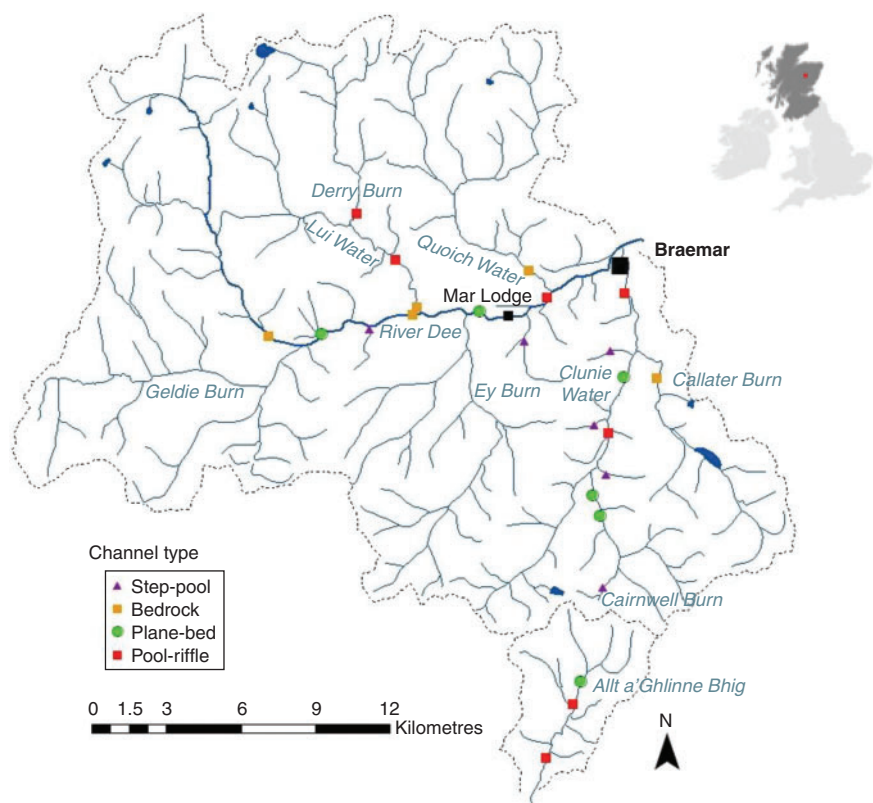 Derry Burn
Lui Water
Quoich Water
Braemar
Mar Lodge
River Dee
Geldie Burn
Ey Burn
Clunie
Water
Callater Burn
Channel type
Step-pool
Bedrock
Plane-bed
Pool-riffle
Cairnwell Burn
Allt a'Ghlinne Bhig
0 1.5 3 6 9 12
Kilometres
N